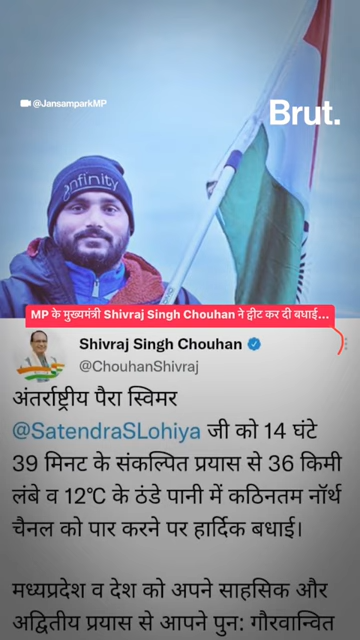 @JansamparkMP
Brut.
infinity
MP के मुख्यमंत्री Shivraj Singh Chouhan ने ट्वीट कर दी बधाई...
Shivraj Singh Chouhan
@ChouhanShivraj
अंतर्राष्ट्रीय पैरा स्विमर
@SatendraSLohiya जी को 14 घंटे
39 मिनट के संकल्पित प्रयास से 36 किमी
लंबे व 12℃ के ठंडे पानी में कठिनतम नॉर्थ
चैनल को पार करने पर हार्दिक बधाई।
मध्यप्रदेश व देश को अपने साहसिक और
अद्वितीय प्रयास से आपने पुन: गौरवान्वित